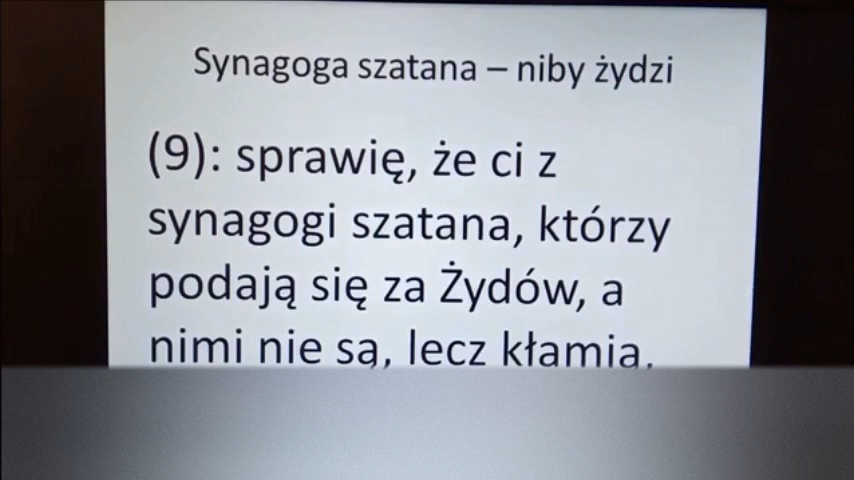 Synagoga szatana – niby żydzi
(9): sprawię, że ci z
synagogi szatana, którzy
podają się za Żydów, a
nimi nie są, lecz kłamią,